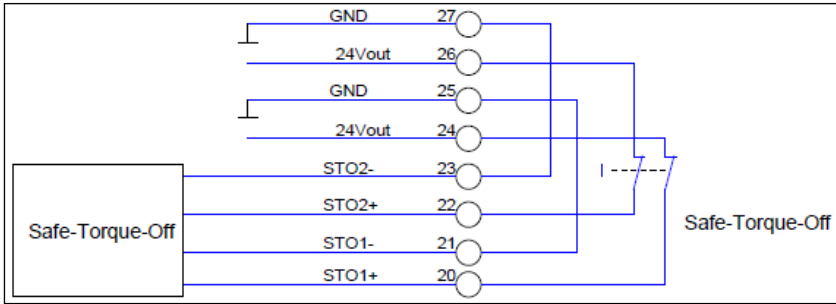 GND 27
24Vout 26
GND 25
24Vout 24
STO2- 23
STO2+ 22
STO1- 21
STO1+ 20
Safe-Torque-Off
Safe-Torque-Off